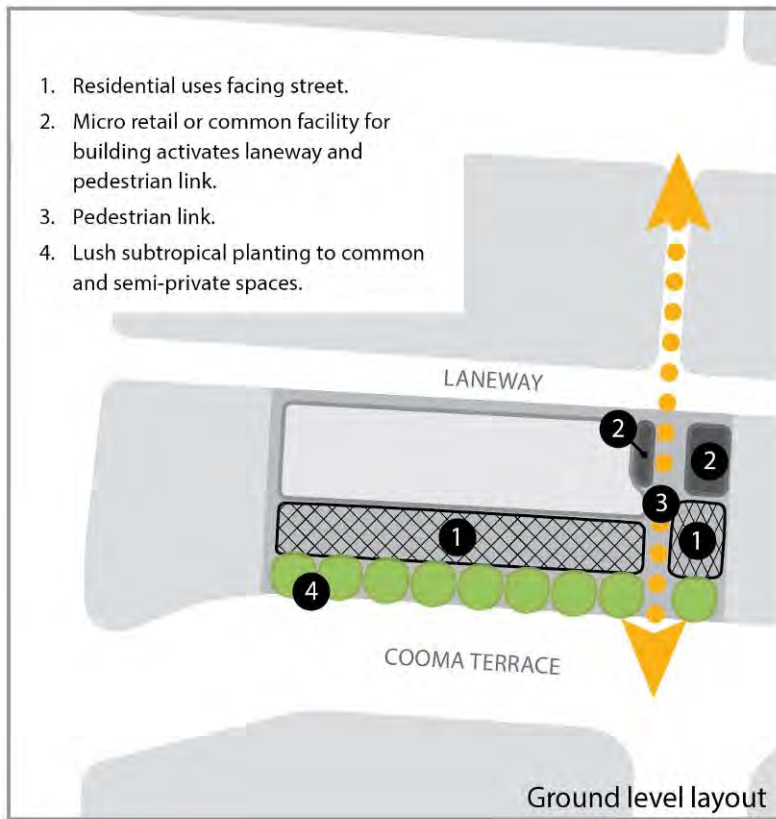 1. Residential uses facing street.
2. Micro retail or common facility for
building activates laneway and
pedestrian link.
3. Pedestrian link.
4. Lush subtropical planting to common
and semi-private spaces.
LANEWAY
2
2
3
1
1
4
COOMA TERRACE
Ground level layout